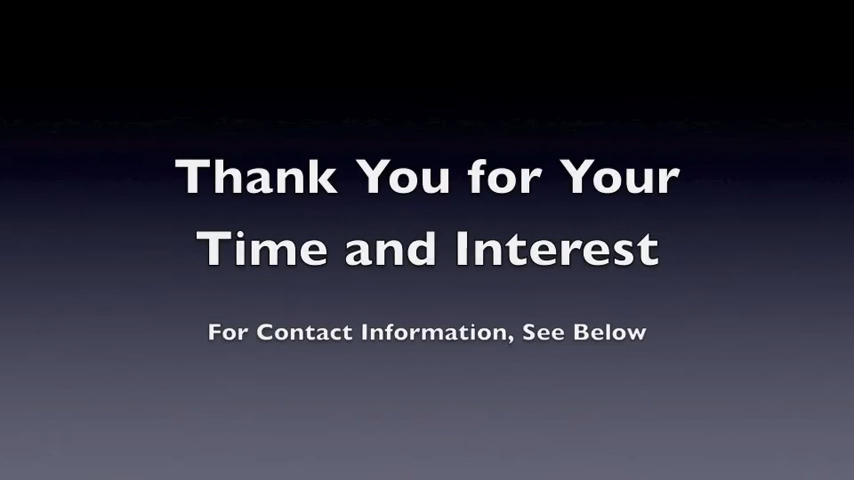 Thank You for Your
Time and Interest
For Contact Information, See Below